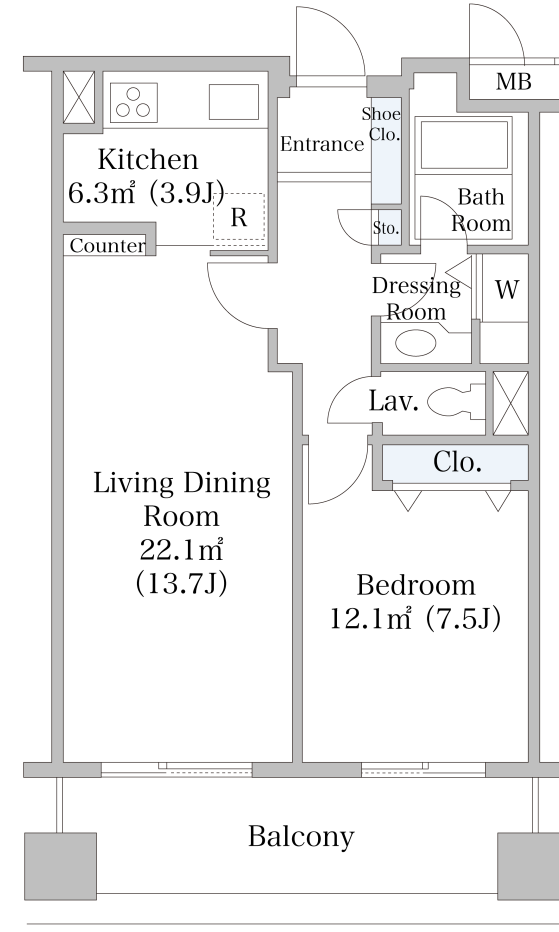 MB
Shoe
Clo.
Entrance
Kitchen
6.3㎡ (3.9J)
R
Bath
Room
Sto.
Counter
Dressing
Room
W
Lav.
Clo.
Living Dining
Room
22.1㎡
(13.7J)
Bedroom
12.1㎡ (7.5J)
Balcony